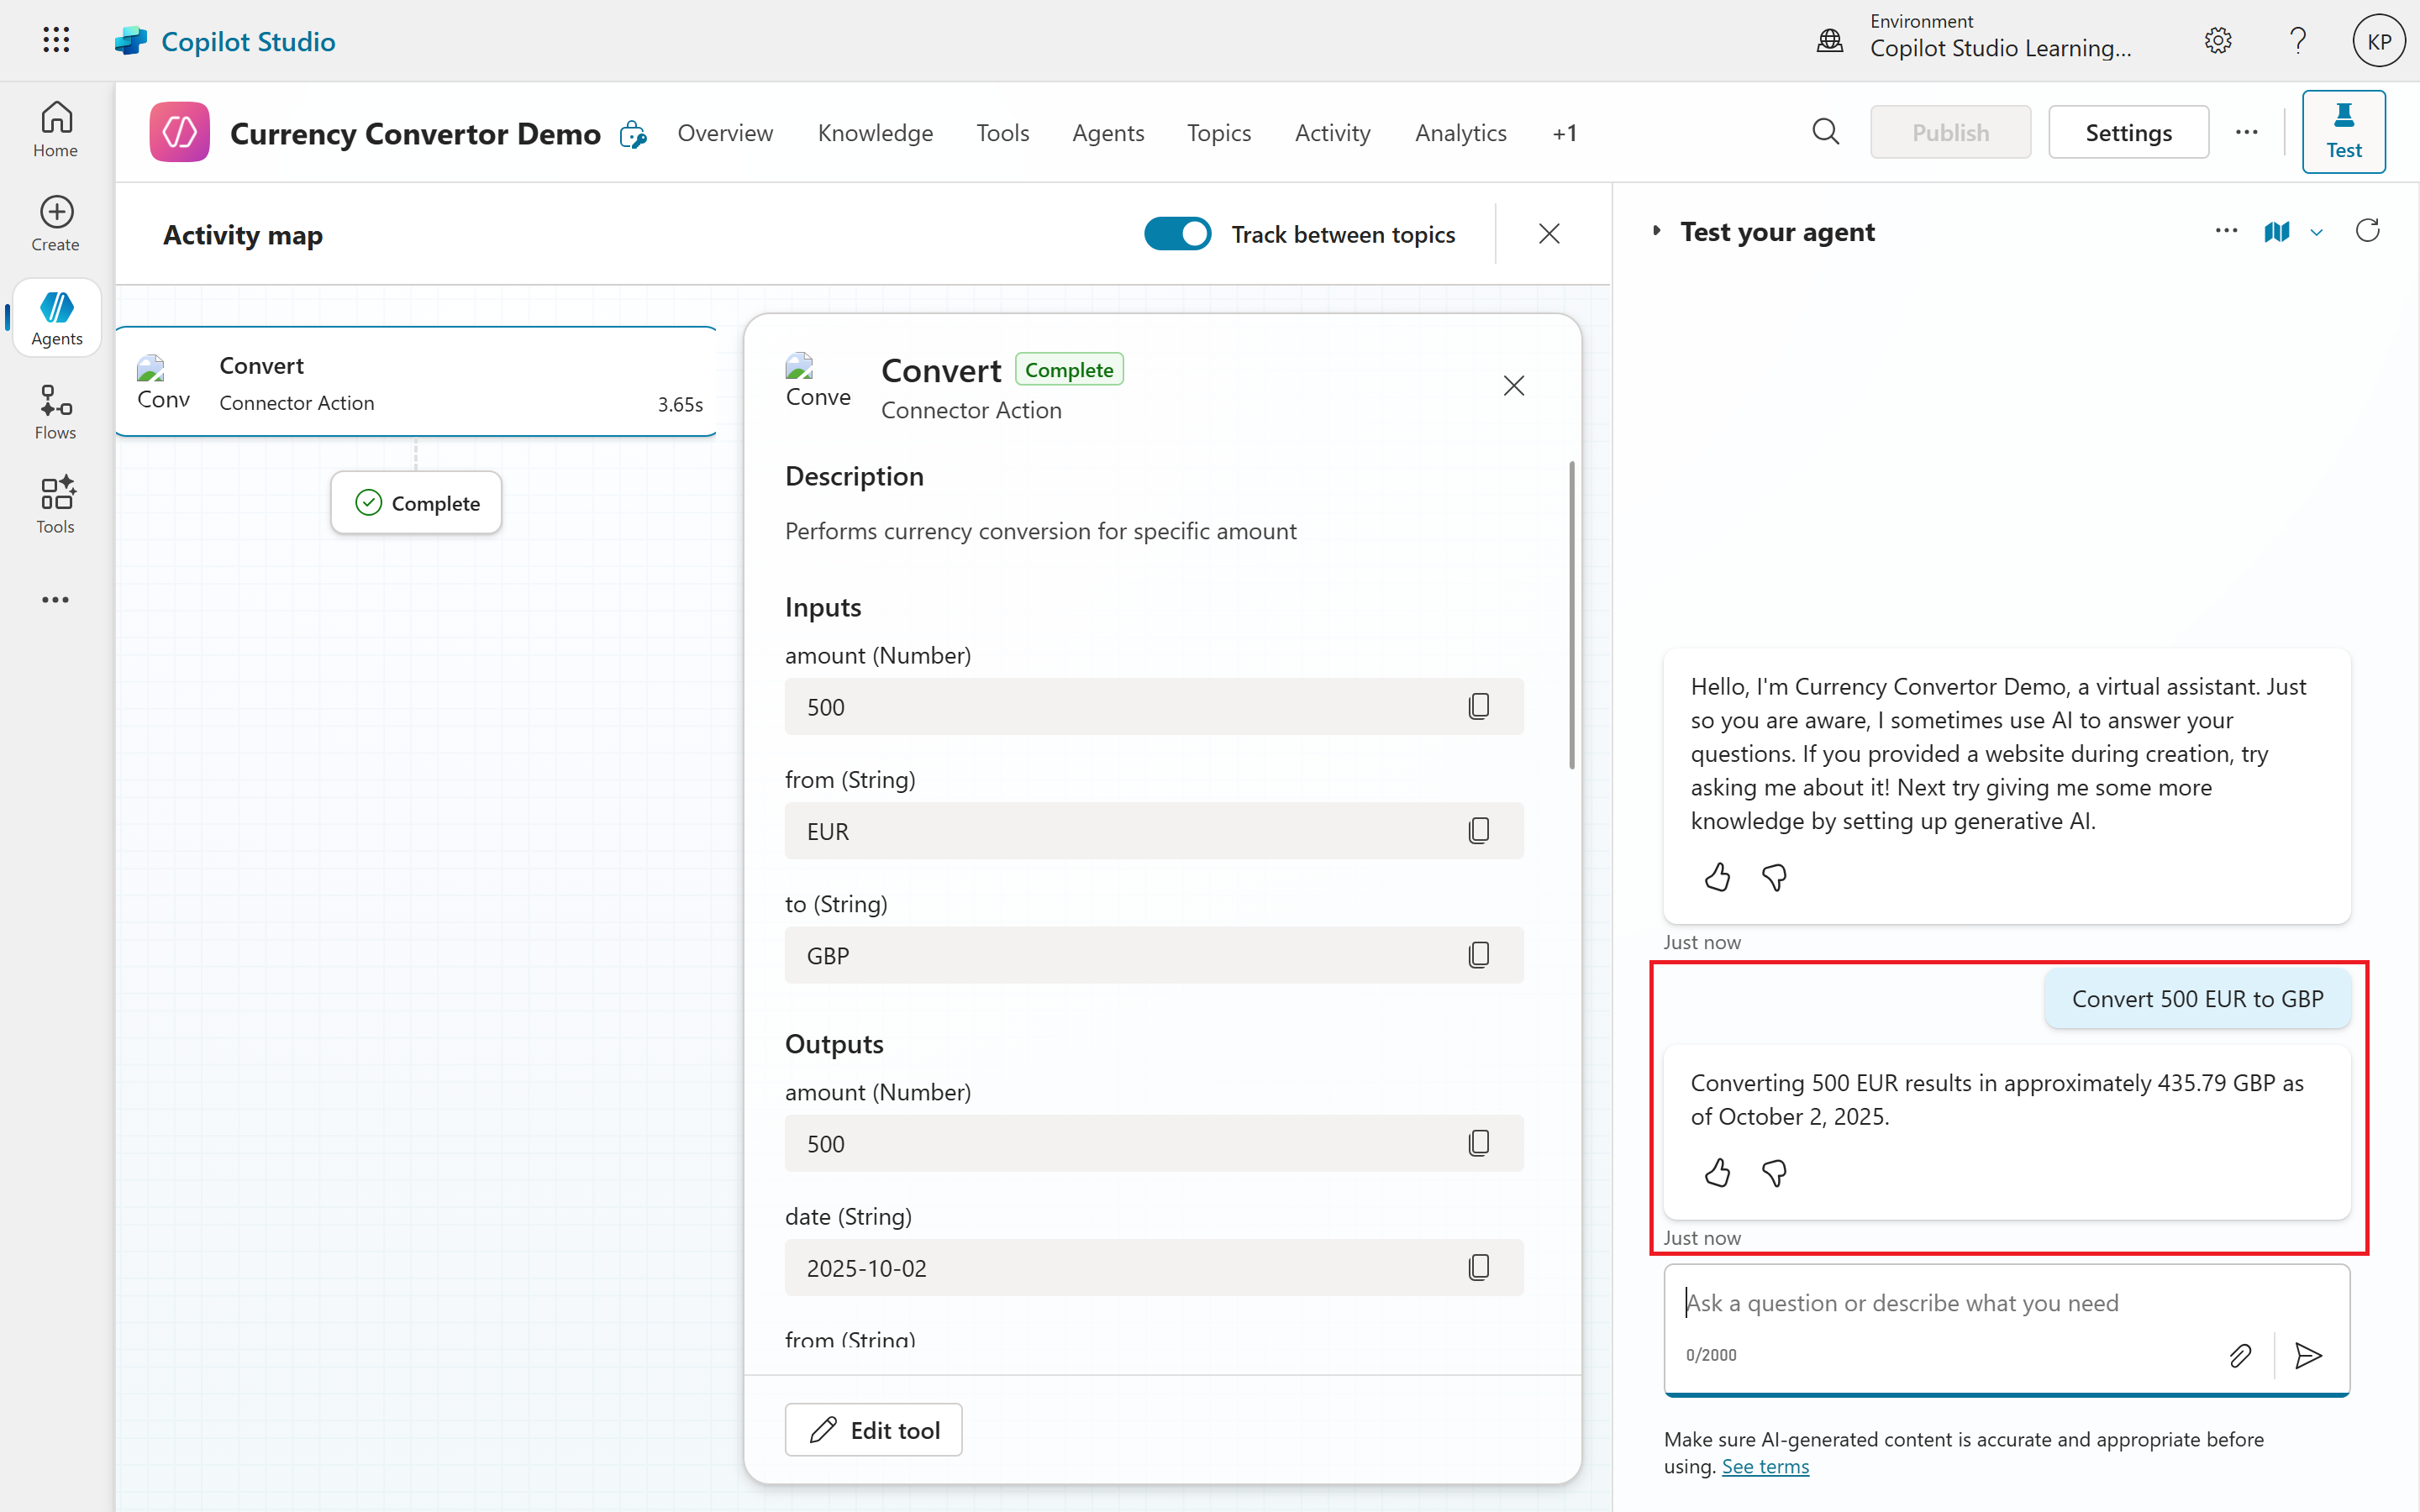 Copilot Studio
Environment
Copilot Studio Learning...
KP
Home
Create
Agents
Flows
Tools
Currency Convertor Demo
Overview
Knowledge
Tools
Agents
Topics
Activity
Analytics
+1
Publish
Settings
Test
Activity map
Track between topics
Conv
Convert
Connector Action
3.65s
Complete
Conve
Convert
Complete
Connector Action
Description
Performs currency conversion for specific amount
Inputs
amount (Number)
500
from (String)
EUR
to (String)
GBP
Outputs
amount (Number)
500
date (String)
2025-10-02
from (String)
Edit tool
Test your agent
Hello, I'm Currency Convertor Demo, a virtual assistant. Just
so you are aware, I sometimes use AI to answer your
questions. If you provided a website during creation, try
asking me about it! Next try giving me some more
knowledge by setting up generative AI.
Just now
Convert 500 EUR to GBP
Converting 500 EUR results in approximately 435.79 GBP as
of October 2, 2025.
Just now
Ask a question or describe what you need
0/2000
Make sure AI-generated content is accurate and appropriate before
using. See terms